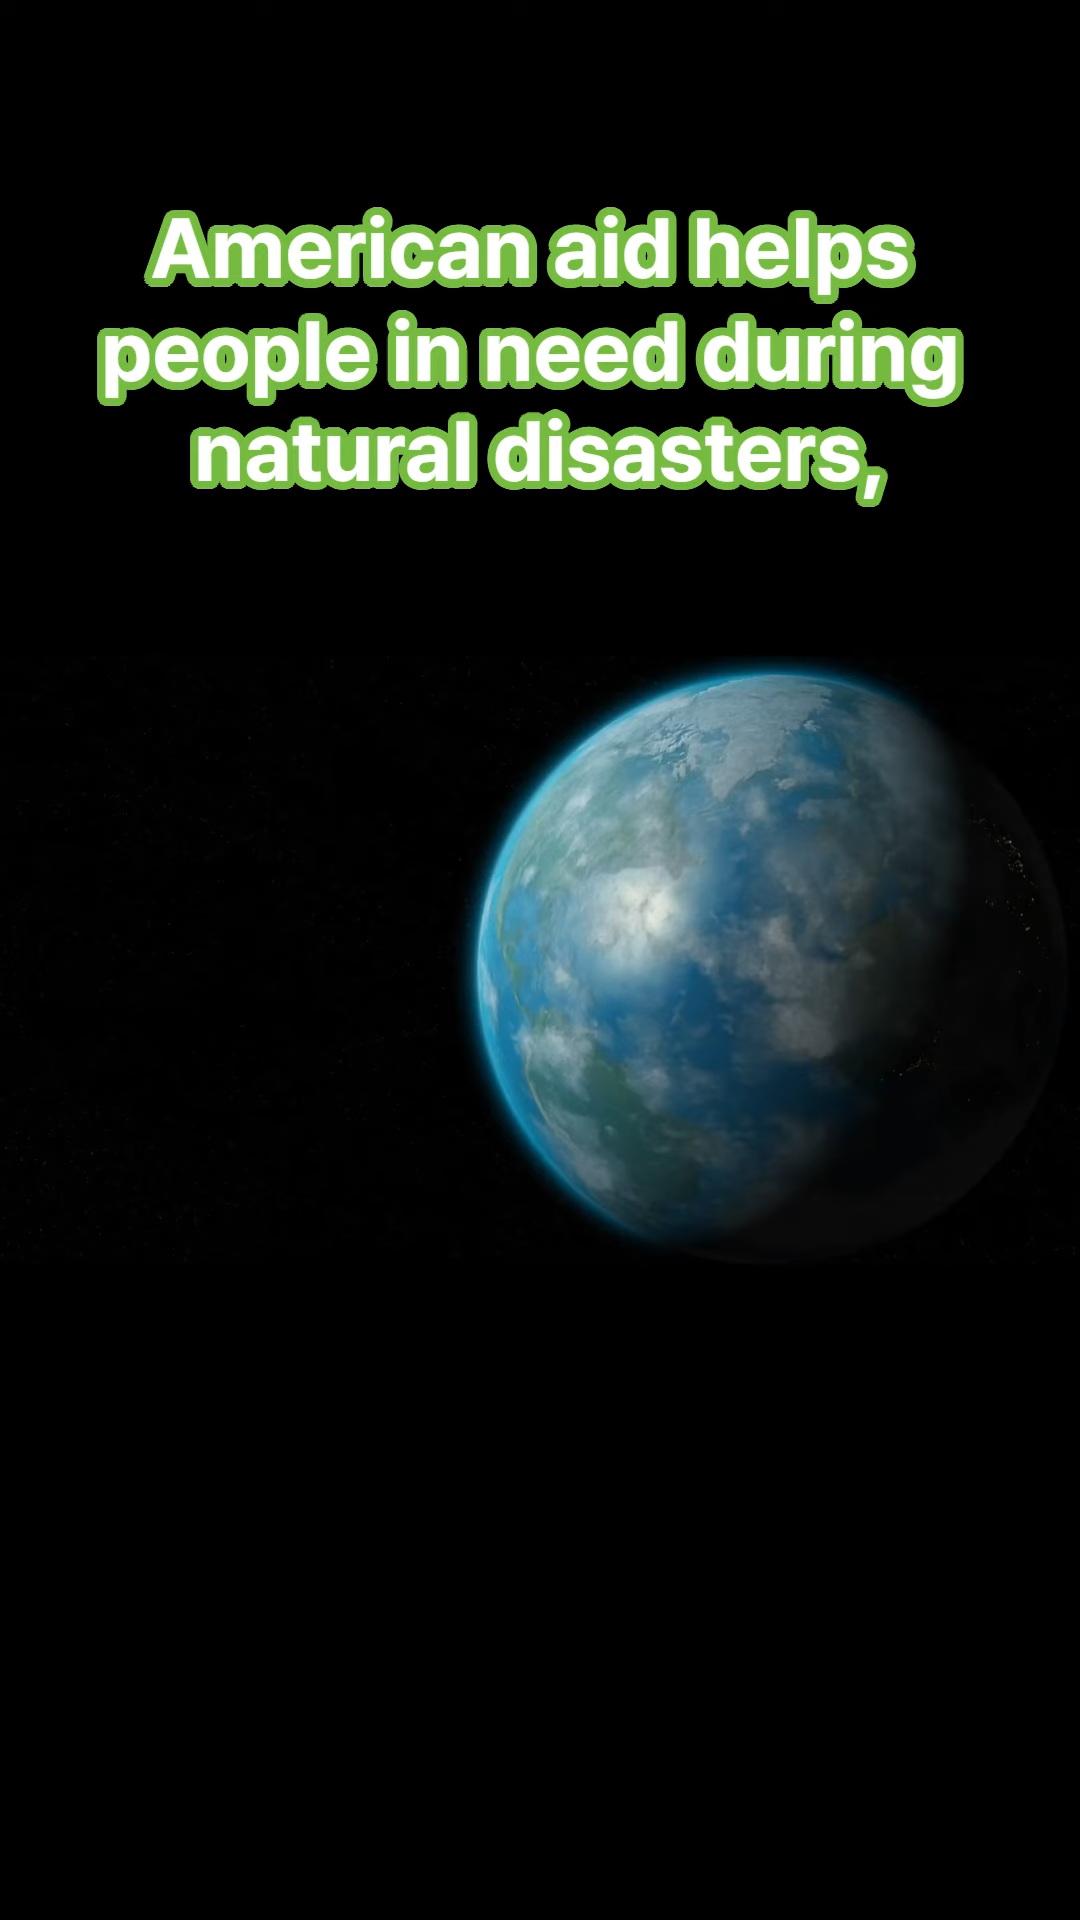 American aid helps
people in need during
natural disasters,